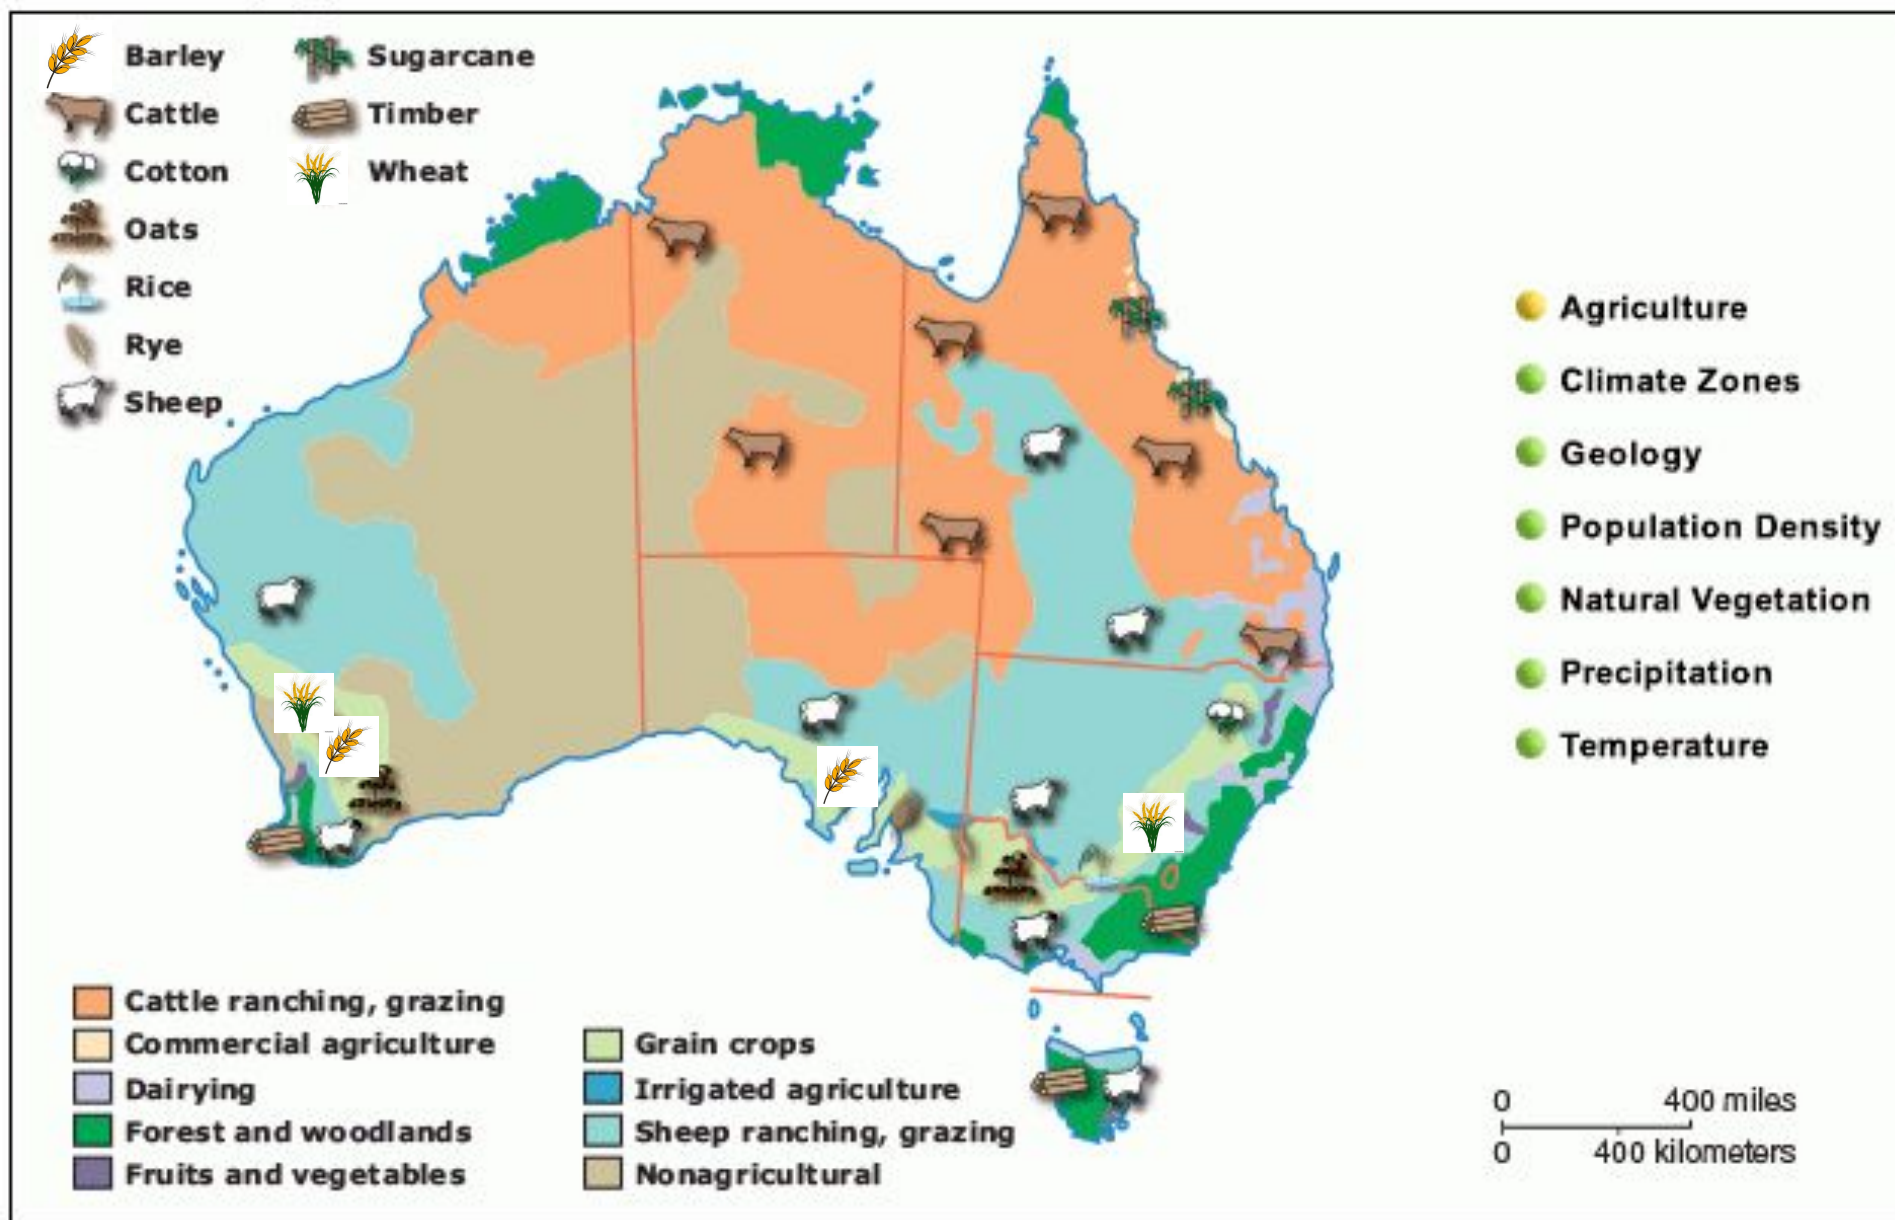 Barley
Cattle
Cotton
Oats
Rice
Rye
Sheep
Sugarcane
Timber
Wheat
Agriculture
Climate Zones
Geology
Population Density
Natural Vegetation
Precipitation
Temperature
Cattle ranching, grazing
Commercial agriculture
Dairying
Forest and woodlands
Fruits and vegetables
Grain crops
Irrigated agriculture
Sheep ranching, grazing
Nonagricultural
0 400 miles
0 400 kilometers